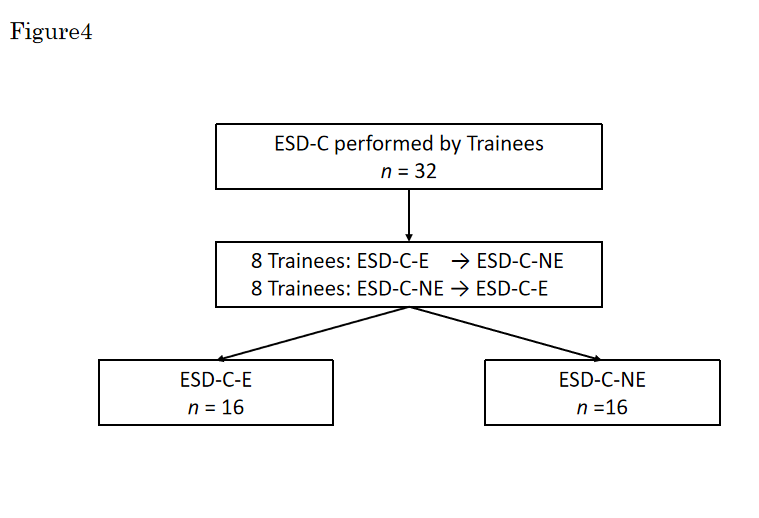 Figure4
ESD-C performed by Trainees
n = 32
8 Trainees: ESD-C-E → ESD-C-NE
8 Trainees: ESD-C-NE → ESD-C-E
ESD-C-E
n = 16
ESD-C-NE
n =16